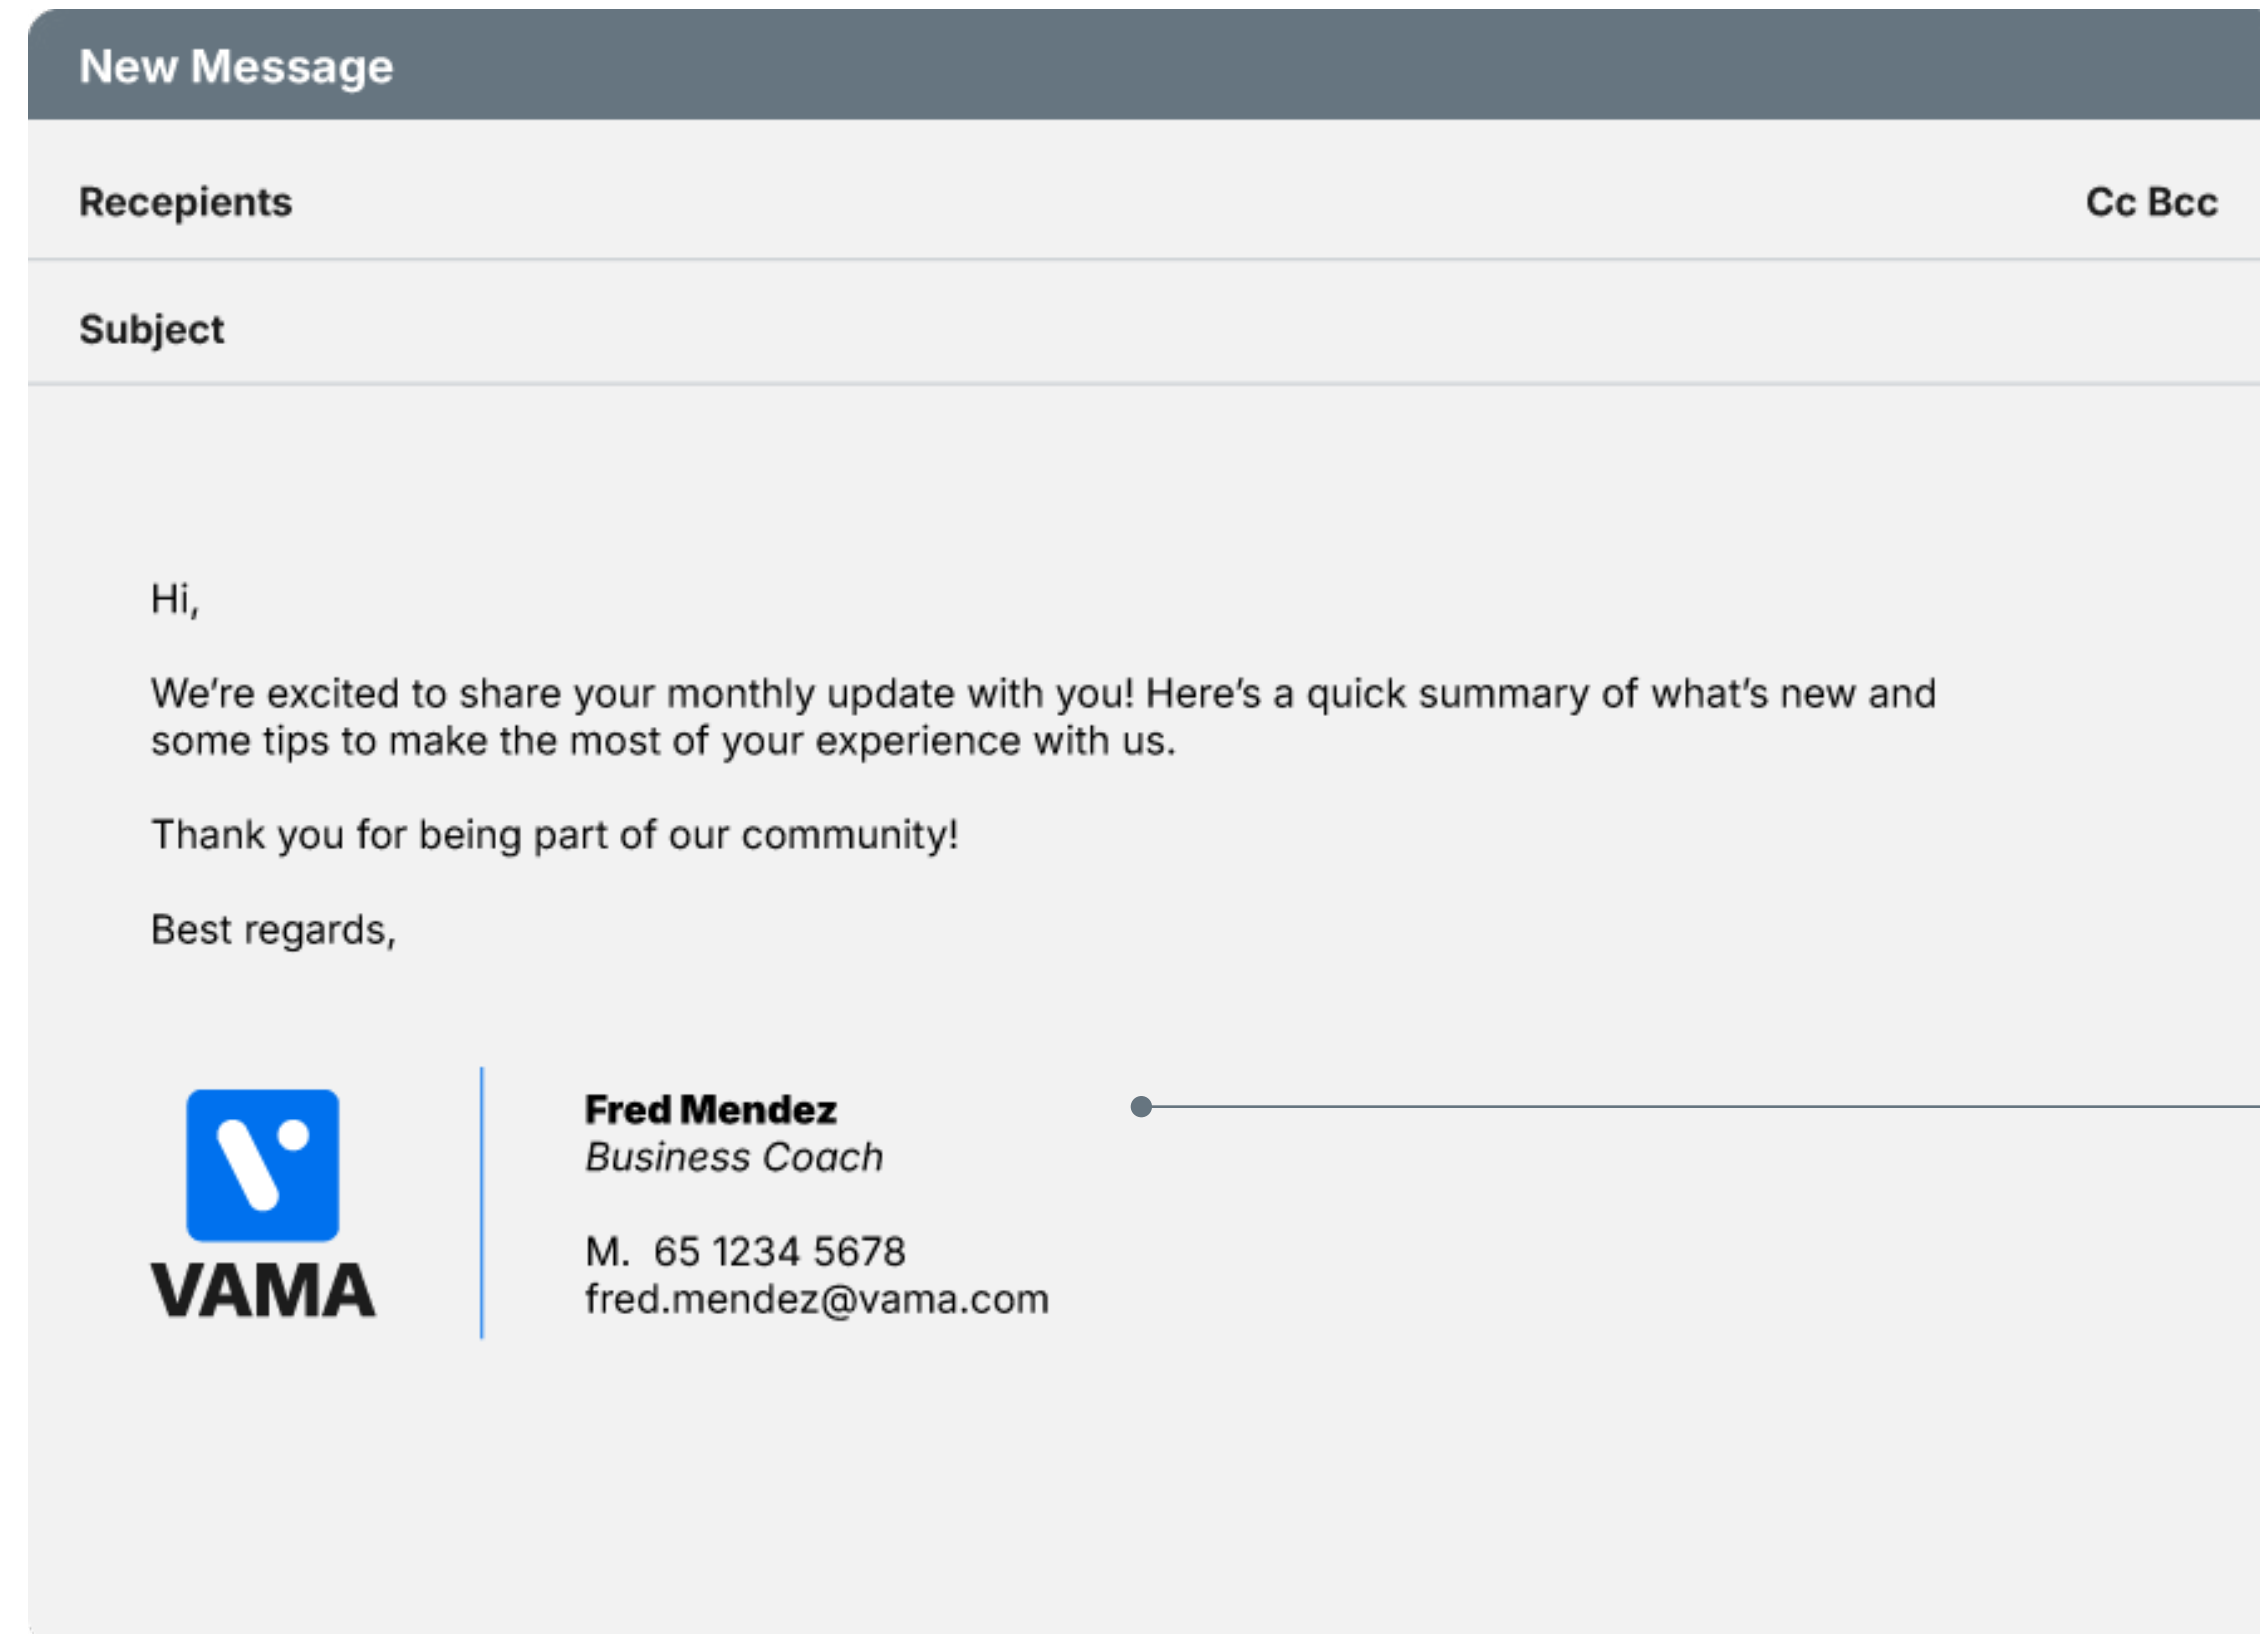 New Message
Recepients
Cc Bcc
Subject
Hi,
We’re excited to share your monthly update with you! Here’s a quick summary of what’s new and
some tips to make the most of your experience with us.
Thank you for being part of our community!
Best regards,
VAMA
Fred Mendez
Business Coach
M.  65 1234 5678
fred.mendez@vama.com